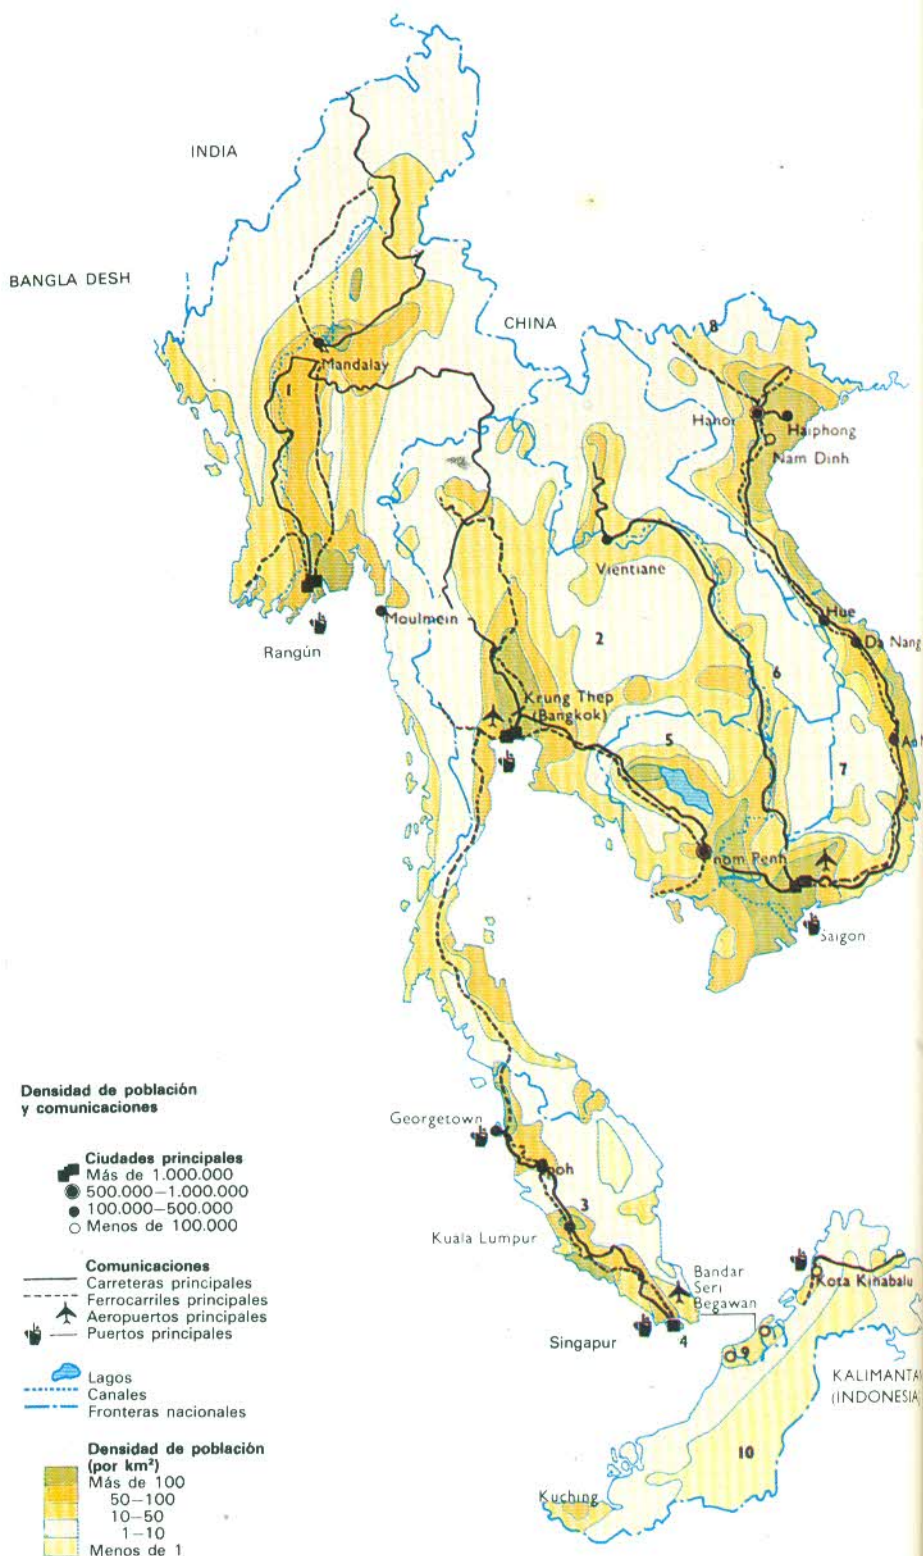 INDIA
BANGLA DESH
CHINA
8
Mandalay
1
Hanoi
Haiphong
Nam Dinh
Vientiane
Moulmein
Rangún
2
Hue
Da Nang
6
Krung Thep
(Bangkok)
5
7
nom Penh
Saigon
Georgetown
poh
3
Kuala Lumpur
Bandar
Seri
Begawan
Kota Kinabalu
Singapur
4
9
KALIMANTA
(INDONESIA
10
Kuching
Densidad de población
y comunicaciones
Ciudades principales
Más de 1.000.000
500.000–1.000.000
100.000–500.000
Menos de 100.000
Comunicaciones
Carreteras principales
Ferrocarriles principales
Aeropuertos principales
Puertos principales
Lagos
Canales
Fronteras nacionales
Densidad de población
(por km²)
Más de 100
50–100
10–50
1–10
Menos de 1